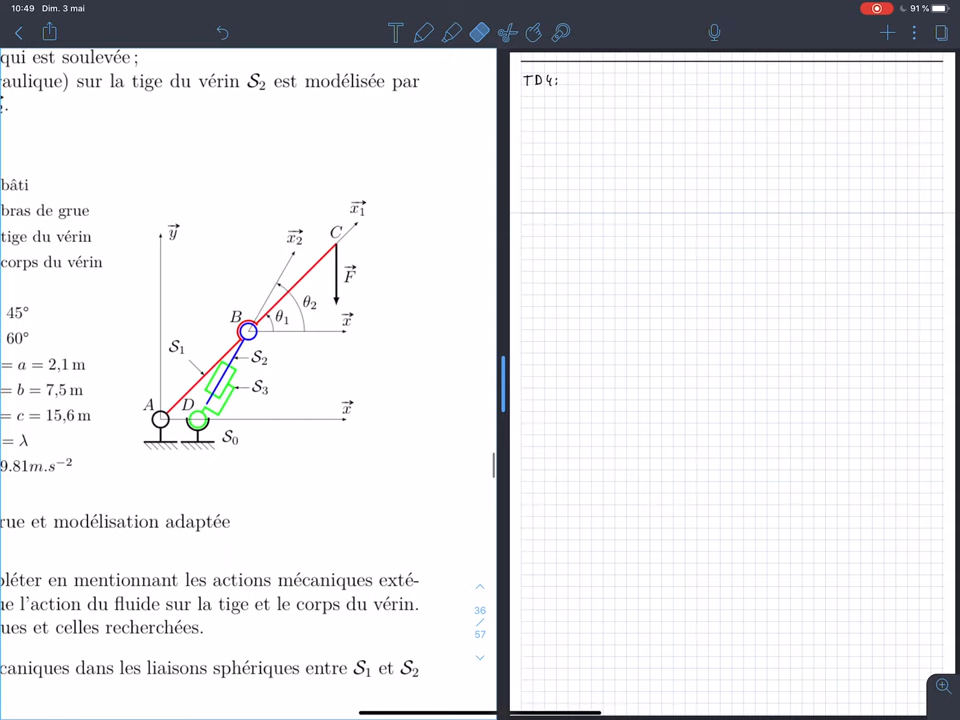 10:49 Dim. 3 mai
91 %
qui est soulevée ;
aulique) sur la tige du vérin S2 est modélisée par
bâti
bras de grue
tige du vérin
corps du vérin
45°
60°
= a = 2,1 m
= b = 7,5 m
= c = 15,6 m
= λ
9.81m.s⁻²
y
x1
x2
C
F
θ2
B
θ1
x
S1
S2
S3
A
D
x
S0
rue et modélisation adaptée
pléter en mentionnant les actions mécaniques exté-
ue l'action du fluide sur la tige et le corps du vérin.
ues et celles recherchées.
caniques dans les liaisons sphériques entre S1 et S2
36
/
57
T
TD4: